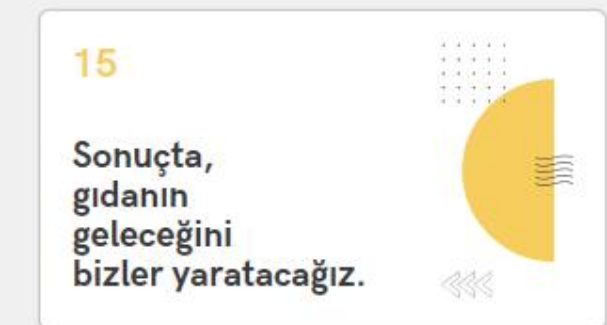 15
Sonuçta,
gıdanın
geleceğini
bizler yaratacağız.